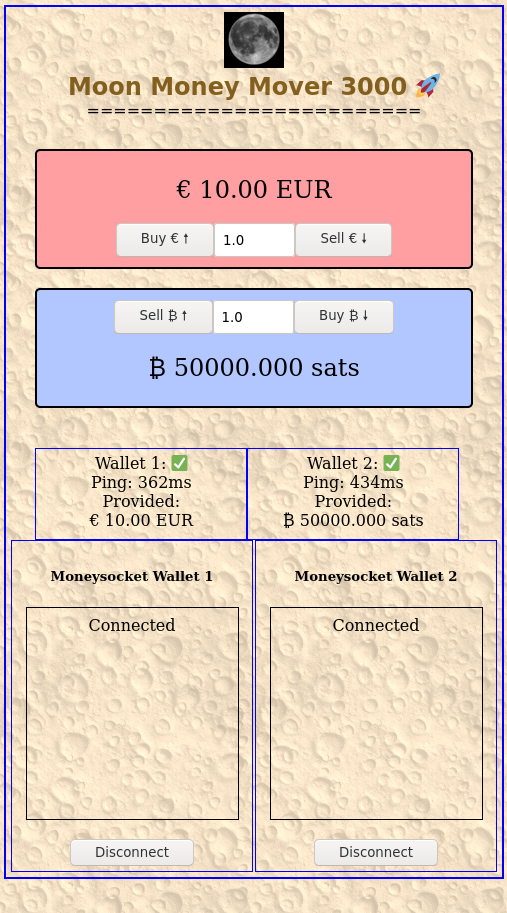 Moon Money Mover 3000 🚀
=========================
€ 10.00 EUR
Buy € ↑ 1.0 Sell € ↓
Sell ₿ ↑ 1.0 Buy ₿ ↓
₿ 50000.000 sats
Wallet 1: ✅
Ping: 362ms
Provided:
€ 10.00 EUR
Wallet 2: ✅
Ping: 434ms
Provided:
₿ 50000.000 sats
Moneysocket Wallet 1
Connected
Disconnect
Moneysocket Wallet 2
Connected
Disconnect